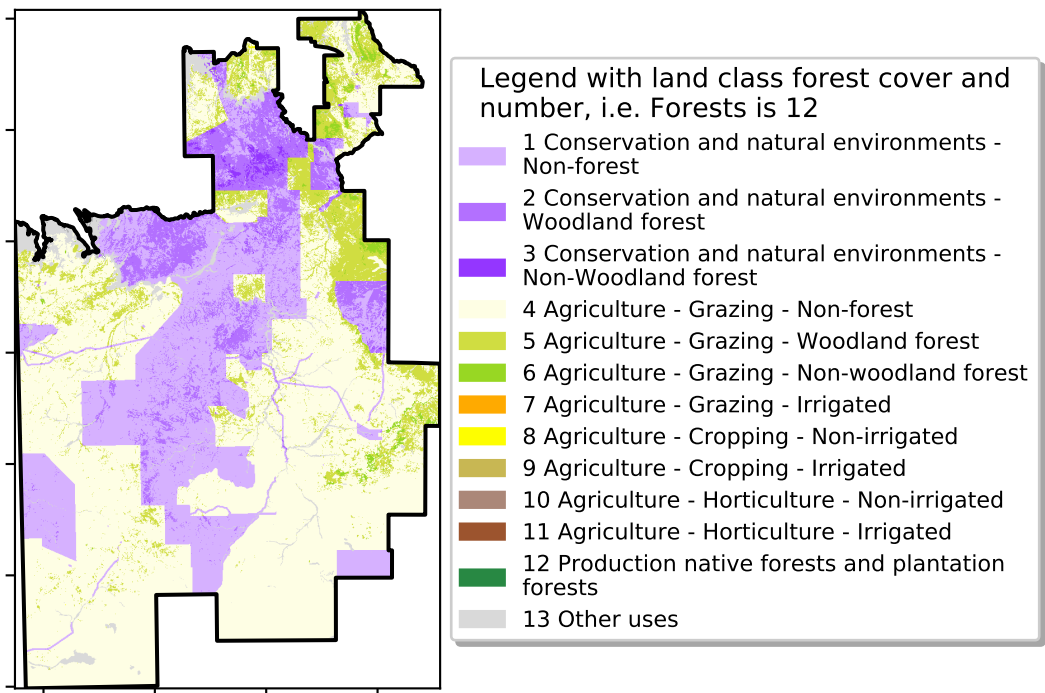 Legend with land class forest cover and
number, i.e. Forests is 12
1 Conservation and natural environments -
Non-forest
2 Conservation and natural environments -
Woodland forest
3 Conservation and natural environments -
Non-Woodland forest
4 Agriculture - Grazing - Non-forest
5 Agriculture - Grazing - Woodland forest
6 Agriculture - Grazing - Non-woodland forest
7 Agriculture - Grazing - Irrigated
8 Agriculture - Cropping - Non-irrigated
9 Agriculture - Cropping - Irrigated
10 Agriculture - Horticulture - Non-irrigated
11 Agriculture - Horticulture - Irrigated
12 Production native forests and plantation
forests
13 Other uses